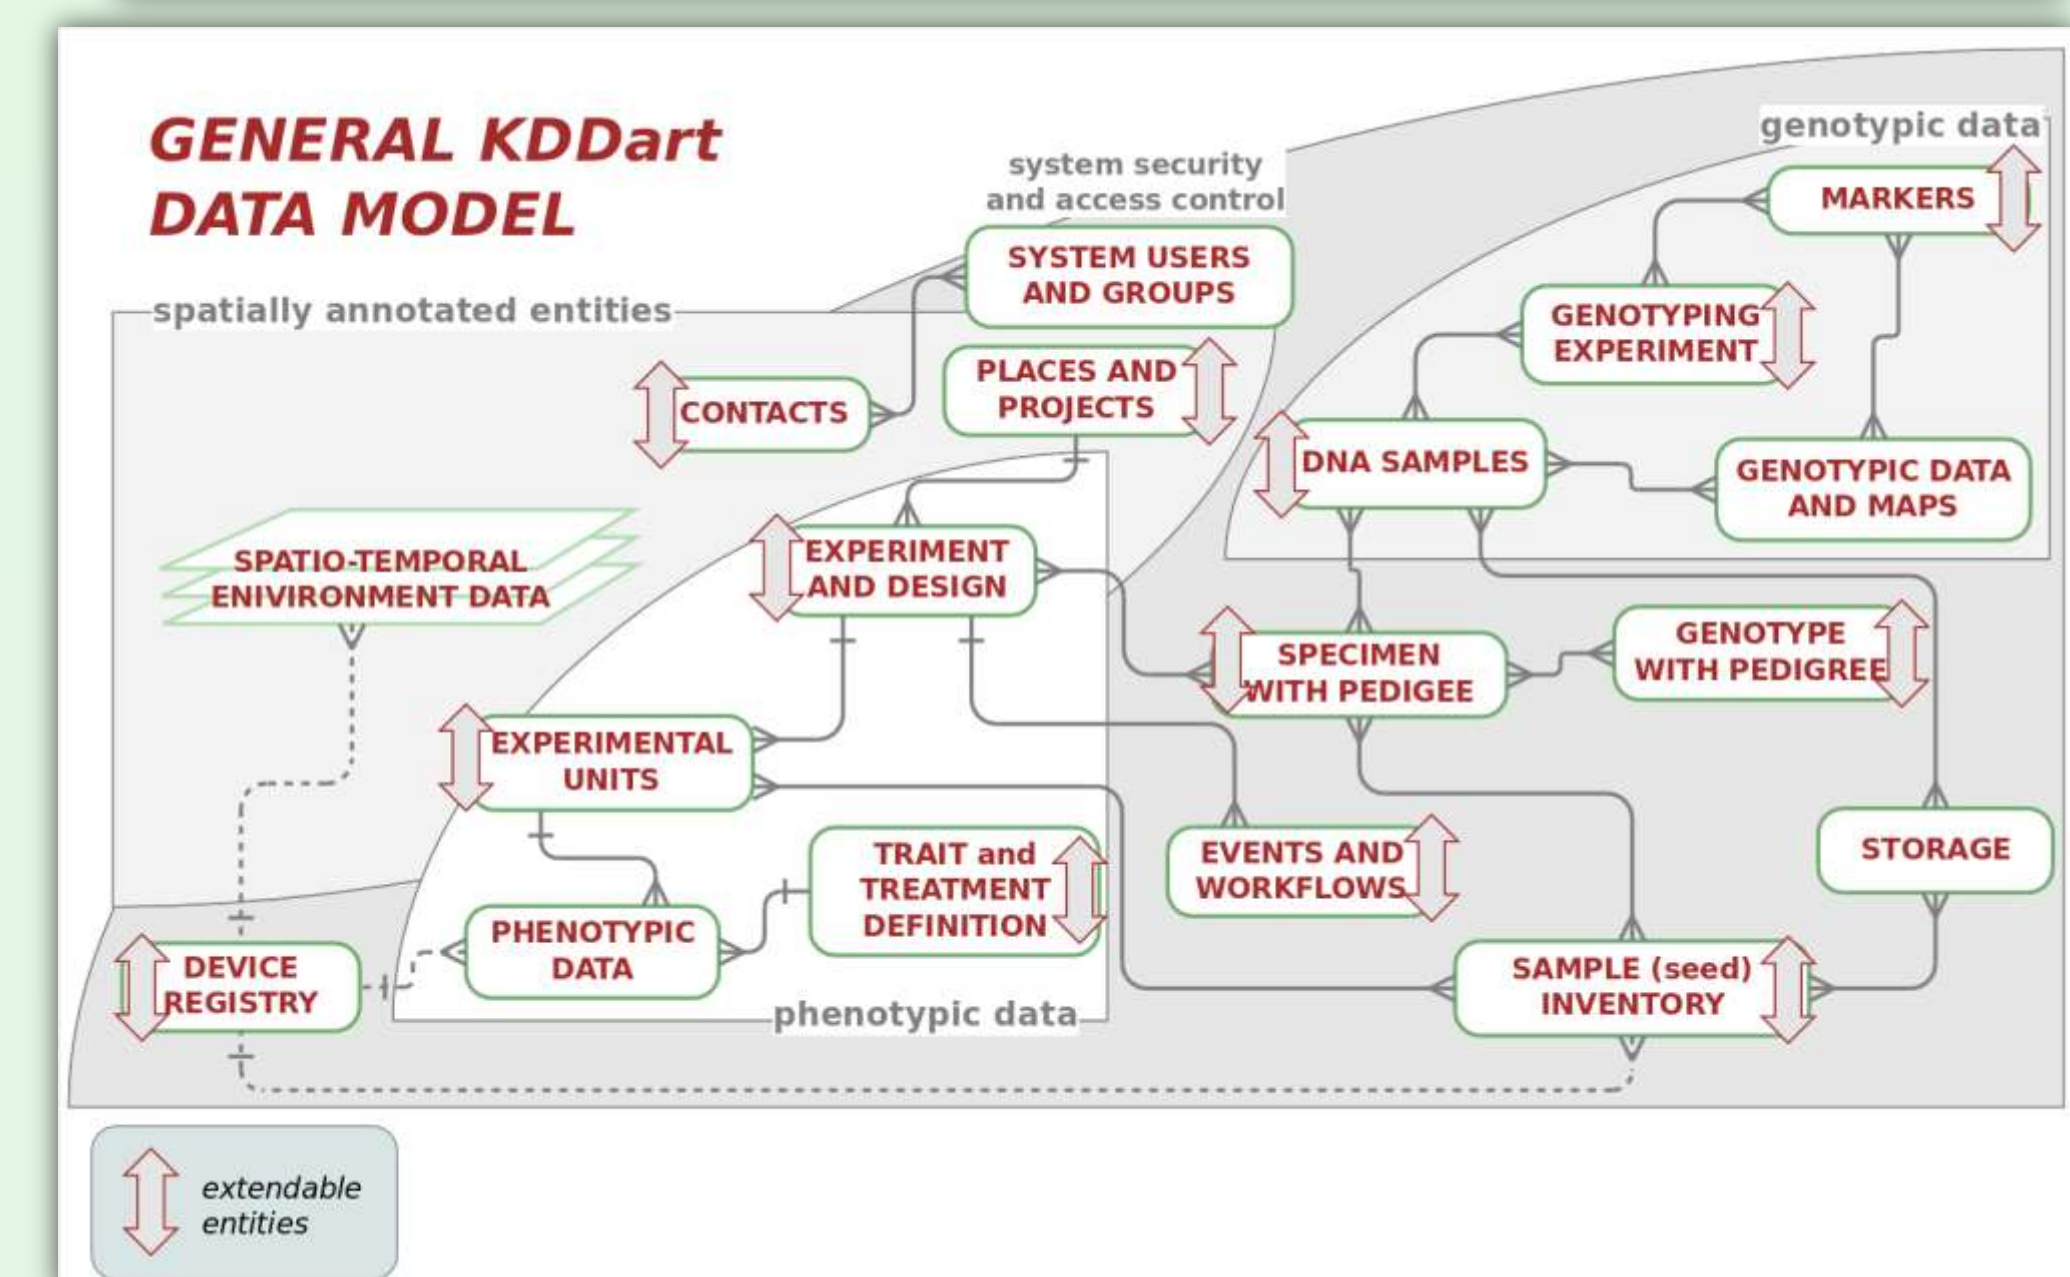 GENERAL KDDart
DATA MODEL
genotypic data
system security
and access control
MARKERS
SYSTEM USERS
AND GROUPS
spatially annotated entities
GENOTYPING
EXPERIMENT
PLACES AND
PROJECTS
CONTACTS
DNA SAMPLES
GENOTYPIC DATA
AND MAPS
SPATIO-TEMPORAL
ENIVIRONMENT DATA
EXPERIMENT
AND DESIGN
SPECIMEN
WITH PEDIGEE
GENOTYPE
WITH PEDIGREE
EXPERIMENTAL
UNITS
TRAIT and
TREATMENT
DEFINITION
EVENTS AND
WORKFLOWS
STORAGE
PHENOTYPIC
DATA
DEVICE
REGISTRY
SAMPLE (seed)
INVENTORY
phenotypic data
extendable
entities